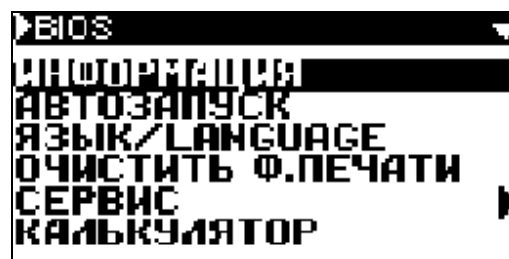 BIOS
ИНФОРМАЦИЯ
АВТОЗАПУСК
ЯЗЫК/LANGUAGE
ОЧИСТИТЬ Ф.ПЕЧАТИ
СЕРВИС
КАЛЬКУЛЯТОР